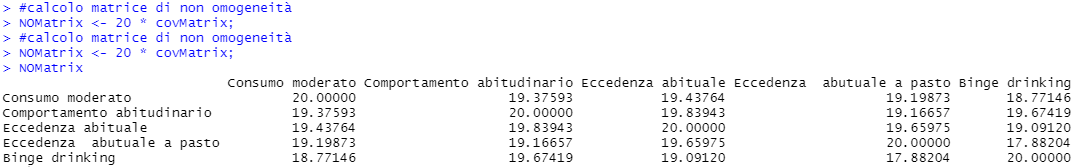 > #calcolo matrice di non omogeneità
> NOMatrix <- 20 * covMatrix;
> #calcolo matrice di non omogeneità
> NOMatrix <- 20 * covMatrix;
> NOMatrix
Consumo moderato Comportamento abitudinario Eccedenza abituale Eccedenza  abutuale a pasto Binge drinking
Consumo moderato 20.00000 19.37593 19.43764 19.19873 18.77146
Comportamento abitudinario 19.37593 20.00000 19.83943 19.16657 19.67419
Eccedenza abituale 19.43764 19.83943 20.00000 19.65975 19.09120
Eccedenza  abutuale a pasto 19.19873 19.16657 19.65975 20.00000 17.88204
Binge drinking 18.77146 19.67419 19.09120 17.88204 20.00000